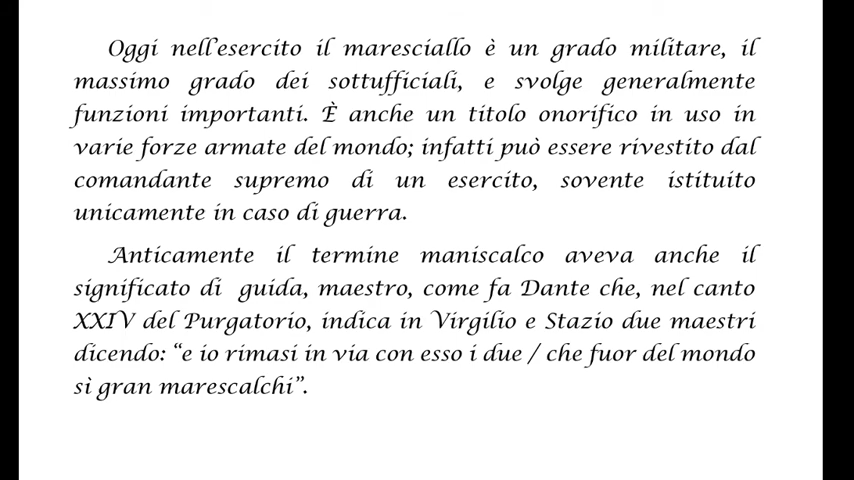 Oggi nell'esercito il maresciallo è un grado militare, il
massimo grado dei sottufficiali, e svolge generalmente
funzioni importanti. È anche un titolo onorifico in uso in
varie forze armate del mondo; infatti può essere rivestito dal
comandante supremo di un esercito, sovente istituito
unicamente in caso di guerra.
Anticamente il termine maniscalco aveva anche il
significato di guida, maestro, come fa Dante che, nel canto
XXIV del Purgatorio, indica in Virgilio e Stazio due maestri
dicendo: “e io rimasi in via con esso i due / che fuor del mondo
sì gran marescalchi”.